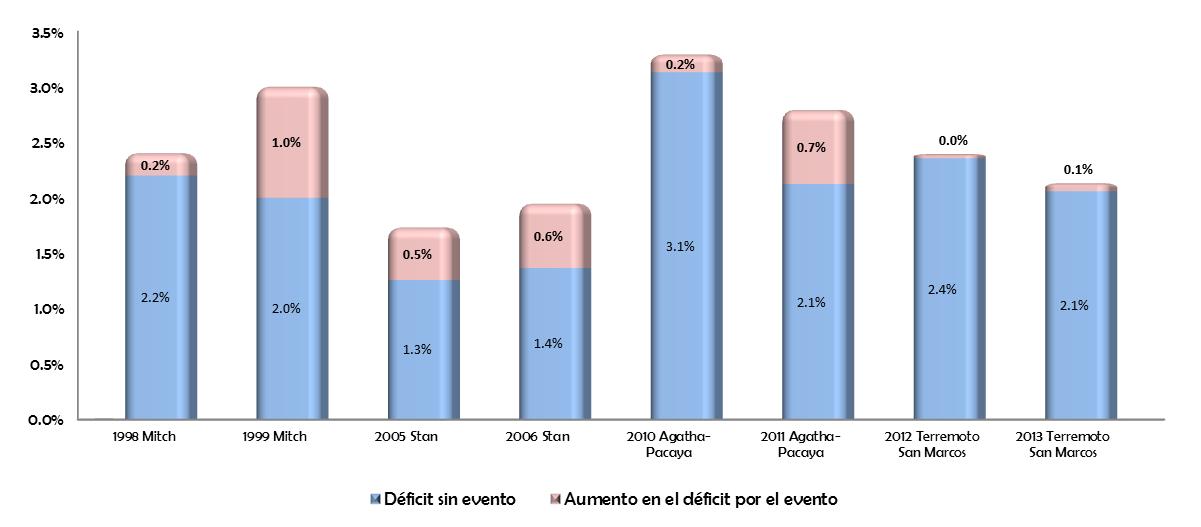 3.5%
3.0%
2.5%
2.0%
1.5%
1.0%
0.5%
0.0%
0.2%
2.2%
1.0%
2.0%
0.5%
1.3%
0.6%
1.4%
0.2%
3.1%
0.7%
2.1%
0.0%
2.4%
0.1%
2.1%
1998 Mitch
1999 Mitch
2005 Stan
2006 Stan
2010 Agatha-
Pacaya
2011 Agatha-
Pacaya
2012 Terremoto
San Marcos
2013 Terremoto
San Marcos
Déficit sin evento
Aumento en el déficit por el evento